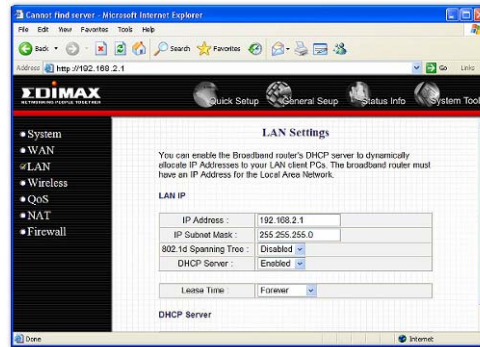 Cannot find server - Microsoft Internet Explorer
File Edit View Favorites Tools Help
Back Search Favorites
Address http://192.168.2.1 Go Links
EDIMAX
NETWORKING PEOPLE TOGETHER
Quick Setup General Seup Status Info System Tool
System
WAN
LAN
Wireless
QoS
NAT
Firewall
LAN Settings
You can enable the Broadband router's DHCP server to dynamically
allocate IP Addresses to your LAN client PCs. The broadband router must
have an IP Address for the Local Area Network.
LAN IP
IP Address : 192.168.2.1
IP Subnet Mask : 255.255.255.0
802.1d Spanning Tree : Disabled
DHCP Server : Enabled
Lease Time : Forever
DHCP Server
Done Internet